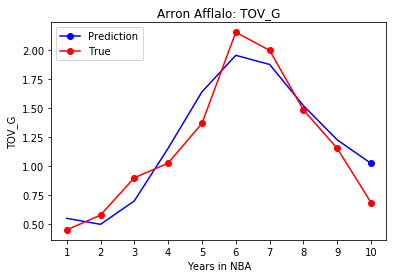 Arron Afflalo: TOV_G
Prediction
True
2.00
1.75
1.50
1.25
1.00
0.75
0.50
TOV_G
1 2 3 4 5 6 7 8 9 10
Years in NBA